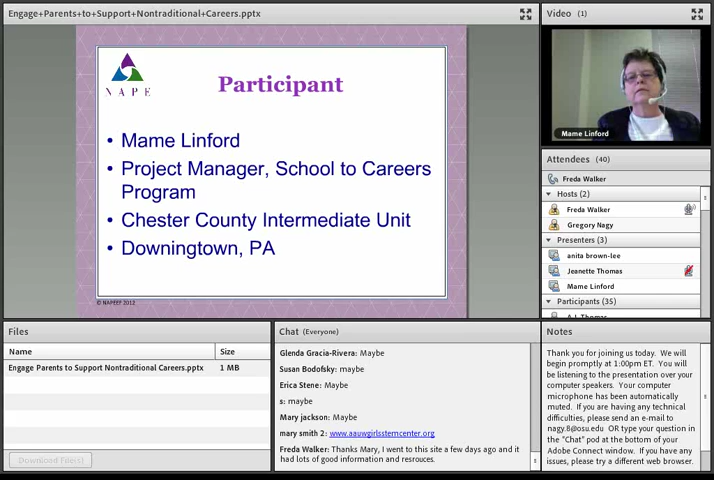 Engage+Parents+to+Support+Nontraditional+Careers.pptx
NAPE
Participant
• Mame Linford
• Project Manager, School to Careers
Program
• Chester County Intermediate Unit
• Downingtown, PA
© NAPEEF 2012
Video (1)
Mame Linford
Attendees (40)
Freda Walker
Hosts (2)
Freda Walker
Gregory Nagy
Presenters (3)
anita brown-lee
Jeanette Thomas
Mame Linford
Participants (35)
Files
Name Size
Engage Parents to Support Nontraditional Careers.pptx 1 MB
Download File(s)
Chat (Everyone)
Glenda Gracia-Rivera: Maybe
Susan Bodofsky: maybe
Erica Stene: Maybe
s: maybe
Mary jackson: Maybe
mary smith 2: www.aauwgirlsstemcenter.org
Freda Walker: Thanks Mary, I went to this site a few days ago and it
had lots of good information and resrouces.
Notes
Thank you for joining us today. We will
begin promptly at 1:00pm ET. You will
be listening to the presentation over your
computer speakers. Your computer
microphone has been automatically
muted. If you are having any technical
difficulties, please send an e-mail to
nagy.8@osu.edu OR type your question in
the "Chat" pod at the bottom of your
Adobe Connect window. If you have any
issues, please try a different web browser.